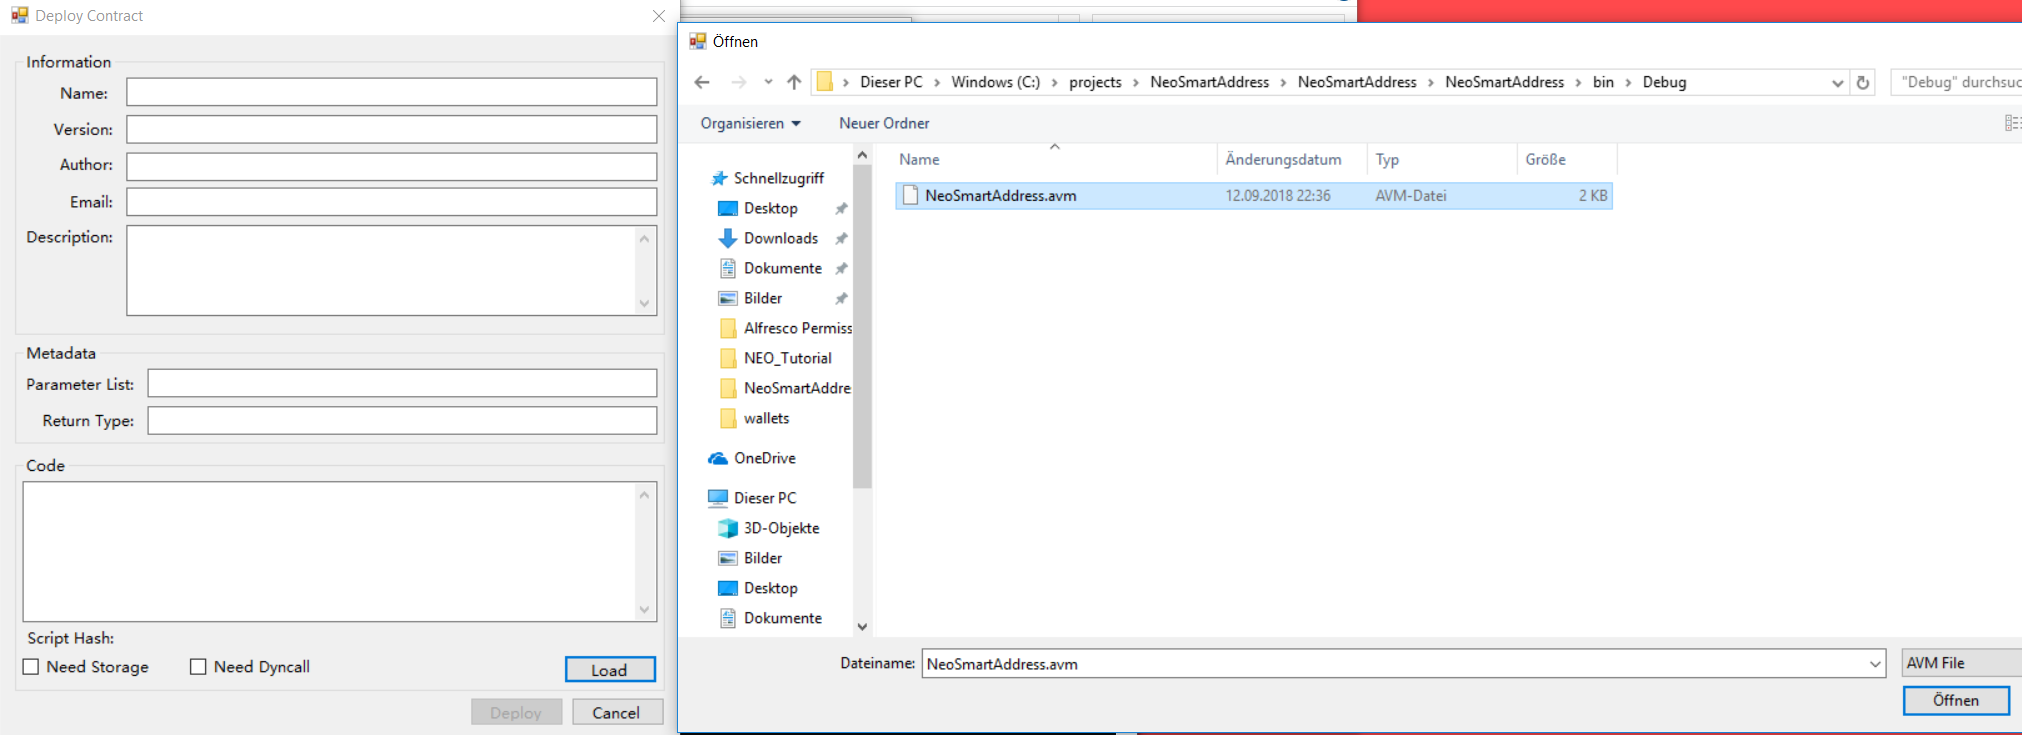 Deploy Contract
Information
Name:
Version:
Author:
Email:
Description:
Metadata
Parameter List:
Return Type:
Code
Script Hash:
Need Storage
Need Dyncall
Load
Deploy
Cancel
Öffnen
Dieser PC
Windows (C:)
projects
NeoSmartAddress
NeoSmartAddress
NeoSmartAddress
bin
Debug
"Debug" durchsuc
Organisieren
Neuer Ordner
Name
Änderungsdatum
Typ
Größe
Schnellzugriff
Desktop
Downloads
Dokumente
Bilder
Alfresco Permiss
NEO_Tutorial
NeoSmartAddre
wallets
OneDrive
Dieser PC
3D-Objekte
Bilder
Desktop
Dokumente
NeoSmartAddress.avm
12.09.2018 22:36
AVM-Datei
2 KB
Dateiname:
NeoSmartAddress.avm
AVM File
Öffnen